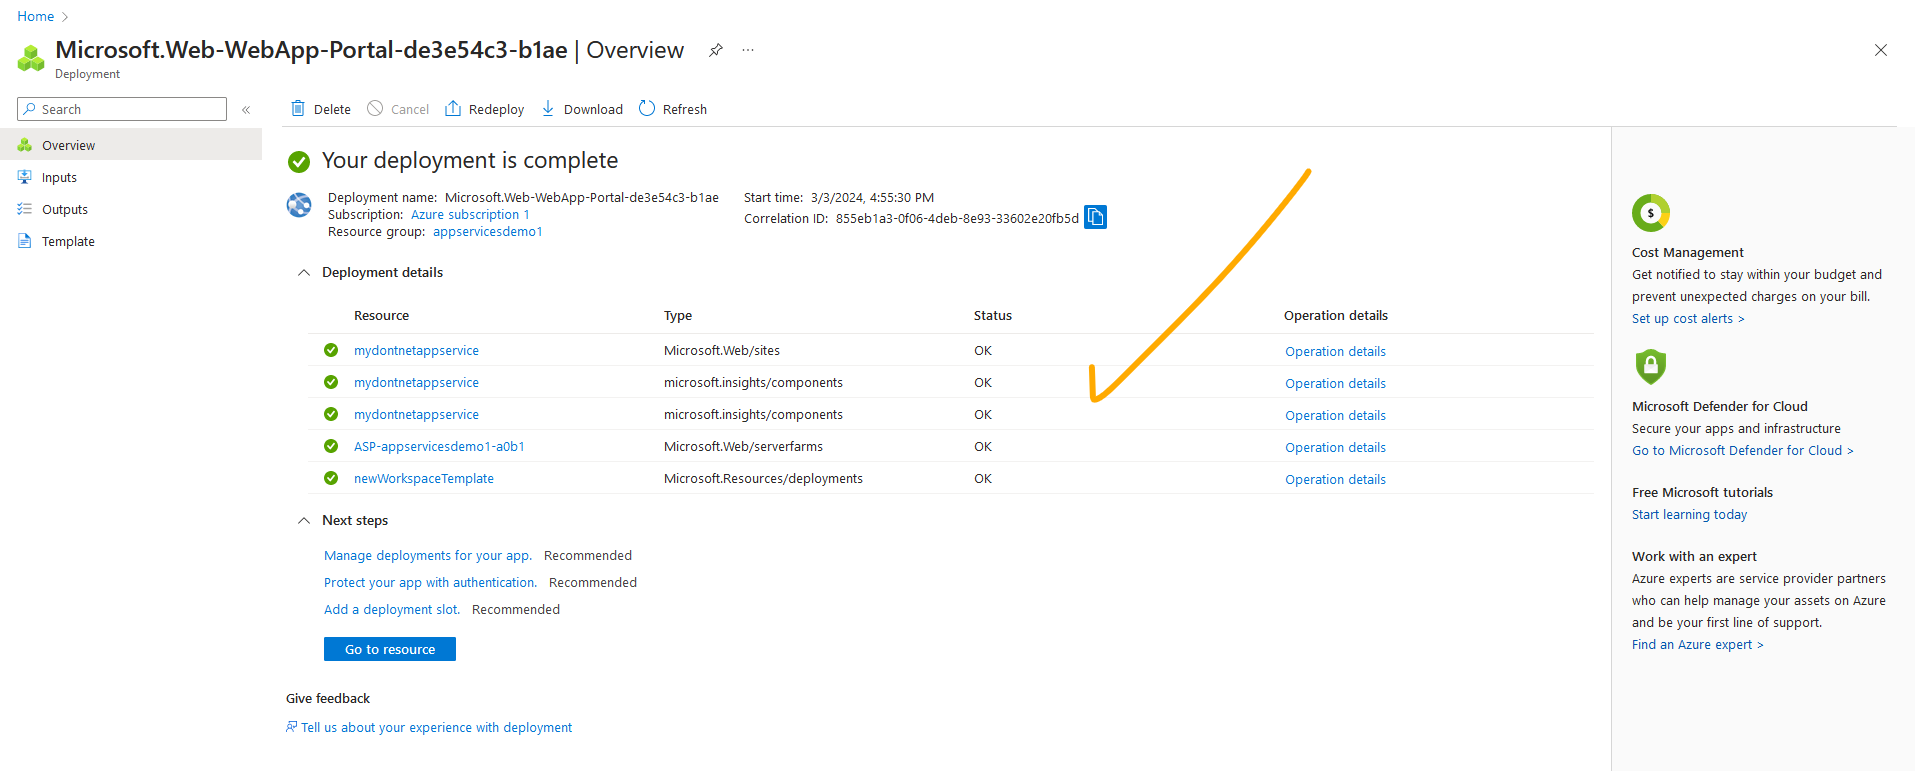 Home
Microsoft.Web-WebApp-Portal-de3e54c3-b1ae | Overview
Deployment
Search
Overview
Inputs
Outputs
Template
Delete Cancel Redeploy Download Refresh
Your deployment is complete
Deployment name: Microsoft.Web-WebApp-Portal-de3e54c3-b1ae
Subscription: Azure subscription 1
Resource group: appservicesdemo1
Start time: 3/3/2024, 4:55:30 PM
Correlation ID: 855eb1a3-0f06-4deb-8e93-33602e20fb5d
Deployment details
Resource Type Status Operation details
mydontnetappservice Microsoft.Web/sites OK Operation details
mydontnetappservice microsoft.insights/components OK Operation details
mydontnetappservice microsoft.insights/components OK Operation details
ASP-appservicesdemo1-a0b1 Microsoft.Web/serverfarms OK Operation details
newWorkspaceTemplate Microsoft.Resources/deployments OK Operation details
Next steps
Manage deployments for your app. Recommended
Protect your app with authentication. Recommended
Add a deployment slot. Recommended
Go to resource
Give feedback
Tell us about your experience with deployment
$
Cost Management
Get notified to stay within your budget and
prevent unexpected charges on your bill.
Set up cost alerts >
Microsoft Defender for Cloud
Secure your apps and infrastructure
Go to Microsoft Defender for Cloud >
Free Microsoft tutorials
Start learning today
Work with an expert
Azure experts are service provider partners
who can help manage your assets on Azure
and be your first line of support.
Find an Azure expert >